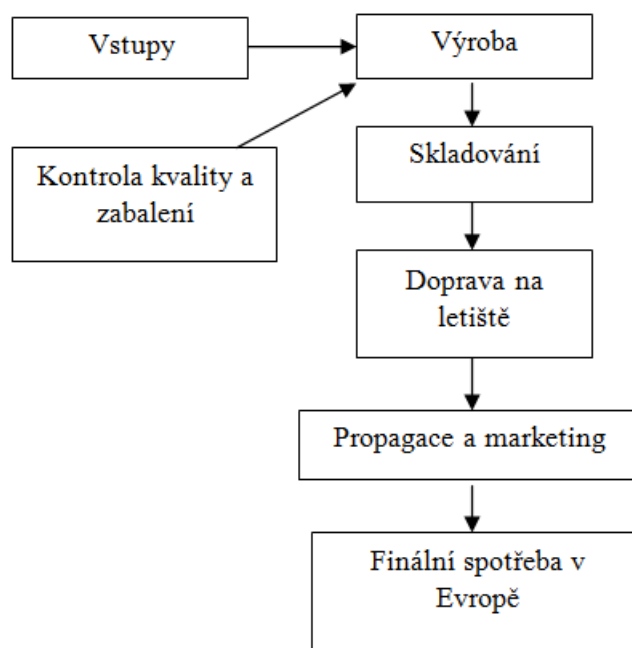 Vstupy
Výroba
Kontrola kvality a
zabalení
Skladování
Doprava na
letiště
Propagace a marketing
Finální spotřeba v
Evropě